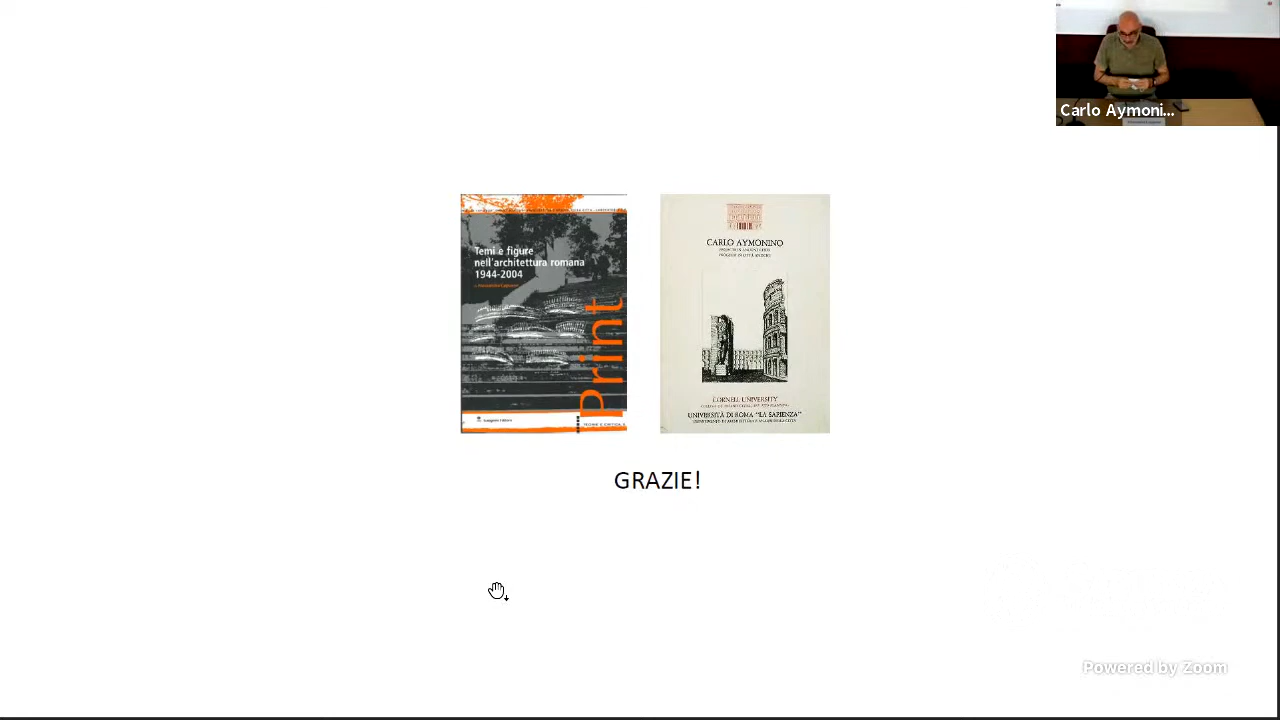 Carlo Aymoni...
Temi e figure
nell'architettura romana
1944-2004
Print
CARLO AYMONINO
CORNELL UNIVERSITY
UNIVERSITÀ DI ROMA "LA SAPIENZA"
GRAZIE!
Powered by Zoom